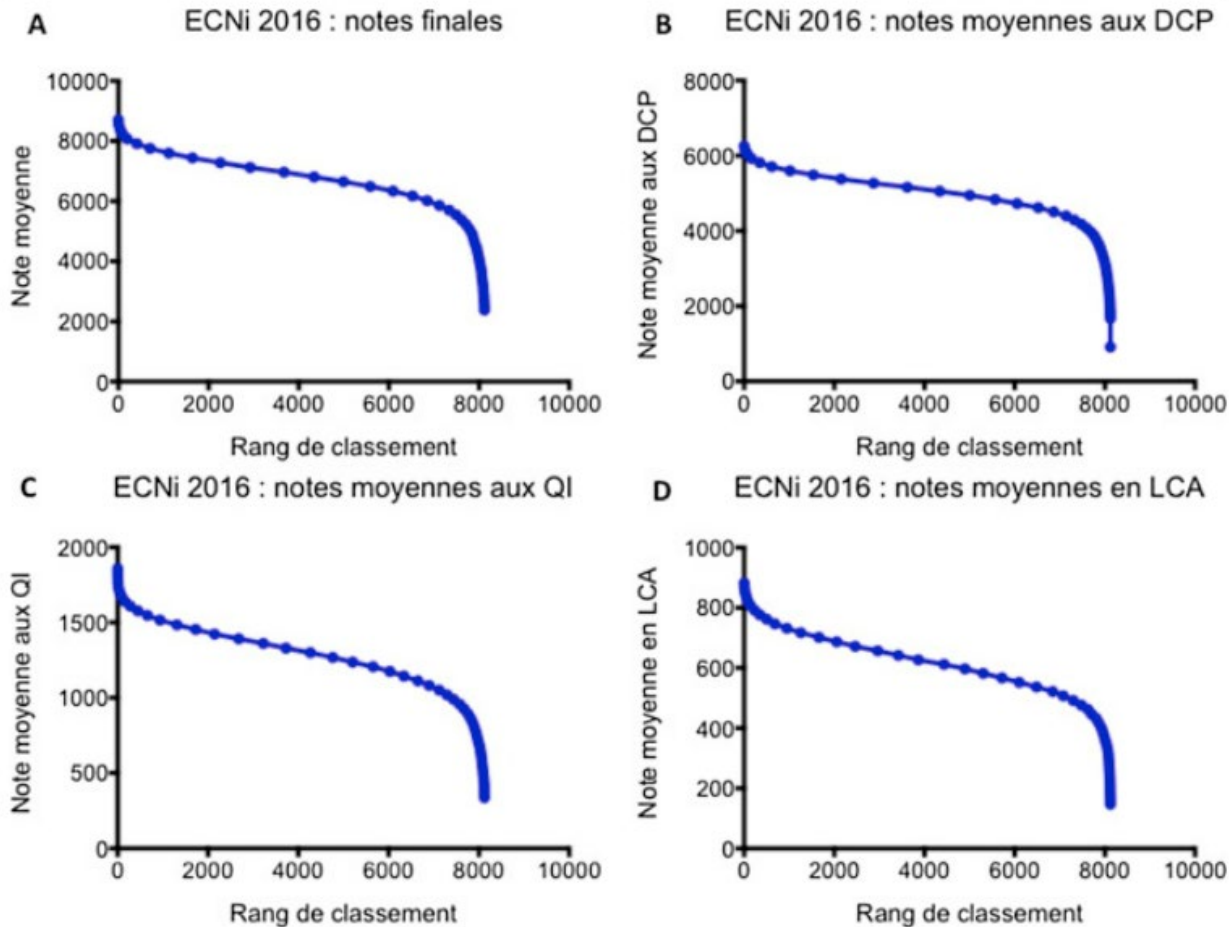 A ECNi 2016 : notes finales
Note moyenne
10000
8000
6000
4000
2000
0
0 2000 4000 6000 8000 10000
Rang de classement
B ECNi 2016 : notes moyennes aux DCP
Note moyenne aux DCP
8000
6000
4000
2000
0
0 2000 4000 6000 8000 10000
Rang de classement
C ECNi 2016 : notes moyennes aux QI
Note moyenne aux QI
2000
1500
1000
500
0
0 2000 4000 6000 8000 10000
Rang de classement
D ECNi 2016 : notes moyennes en LCA
Note moyenne en LCA
1000
800
600
400
200
0
0 2000 4000 6000 8000 10000
Rang de classement